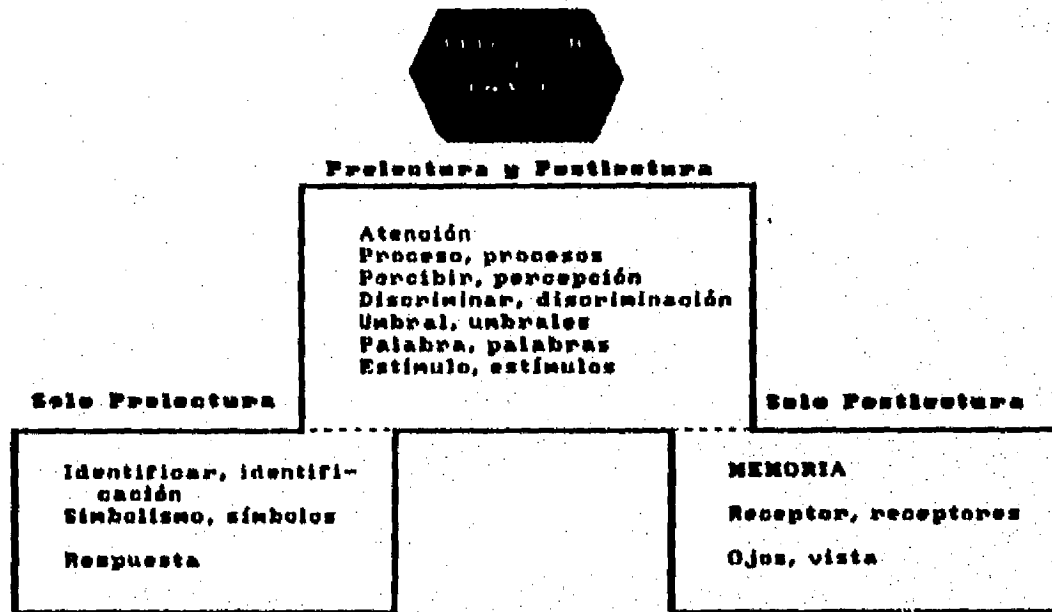 Prelectura y Postlectura
Atención
Proceso, procesos
Percibir, percepción
Discriminar, discriminación
Umbral, umbrales
Palabra, palabras
Estímulo, estímulos
Solo Prelectura
Identificar, identifi-
cación
Simbolismo, símbolos
Respuesta
Solo Postlectura
MEMORIA
Receptor, receptores
Ojos, vista